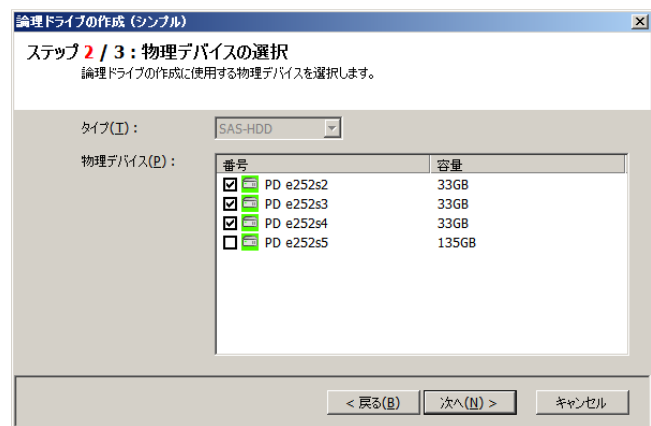 論理ドライブの作成 (シンプル)
ステップ 2 / 3 : 物理デバイスの選択
論理ドライブの作成に使用する物理デバイスを選択します。
タイプ(T) : SAS-HDD
物理デバイス(P) : 番号 容量
PD e252s2 33GB
PD e252s3 33GB
PD e252s4 33GB
PD e252s5 135GB
< 戻る(B) 次へ(N) > キャンセル